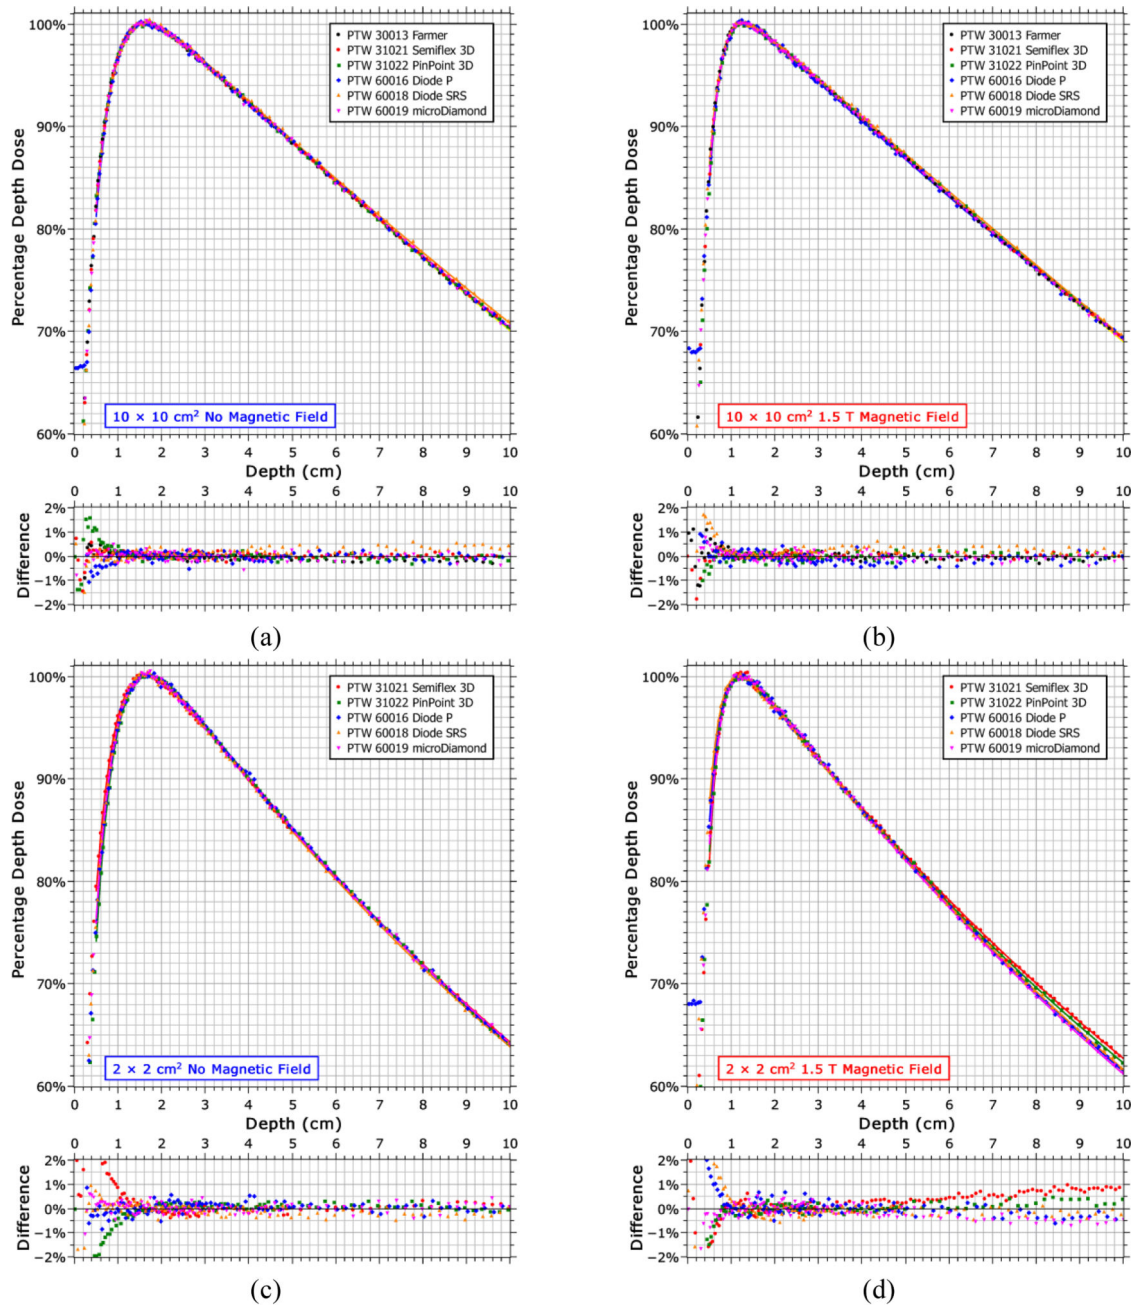 100%
90%
80%
70%
60%
Percentage Depth Dose
PTW 30013 Farmer
PTW 31021 Semiflex 3D
PTW 31022 PinPoint 3D
PTW 60016 Diode P
PTW 60018 Diode SRS
PTW 60019 microDiamond
10 × 10 cm² No Magnetic Field
0 1 2 3 4 5 6 7 8 9 10
Depth (cm)
0 1 2 3 4 5 6 7 8 9 10
2%
1%
0%
−1%
−2%
Difference
(a)
100%
90%
80%
70%
60%
Percentage Depth Dose
PTW 30013 Farmer
PTW 31021 Semiflex 3D
PTW 31022 PinPoint 3D
PTW 60016 Diode P
PTW 60018 Diode SRS
PTW 60019 microDiamond
10 × 10 cm² 1.5 T Magnetic Field
0 1 2 3 4 5 6 7 8 9 10
Depth (cm)
0 1 2 3 4 5 6 7 8 9 10
2%
1%
0%
−1%
−2%
Difference
(b)
100%
90%
80%
70%
60%
Percentage Depth Dose
PTW 31021 Semiflex 3D
PTW 31022 PinPoint 3D
PTW 60016 Diode P
PTW 60018 Diode SRS
PTW 60019 microDiamond
2 × 2 cm² No Magnetic Field
0 1 2 3 4 5 6 7 8 9 10
Depth (cm)
0 1 2 3 4 5 6 7 8 9 10
2%
1%
0%
−1%
−2%
Difference
(c)
100%
90%
80%
70%
60%
Percentage Depth Dose
PTW 31021 Semiflex 3D
PTW 31022 PinPoint 3D
PTW 60016 Diode P
PTW 60018 Diode SRS
PTW 60019 microDiamond
2 × 2 cm² 1.5 T Magnetic Field
0 1 2 3 4 5 6 7 8 9 10
Depth (cm)
0 1 2 3 4 5 6 7 8 9 10
2%
1%
0%
−1%
−2%
Difference
(d)